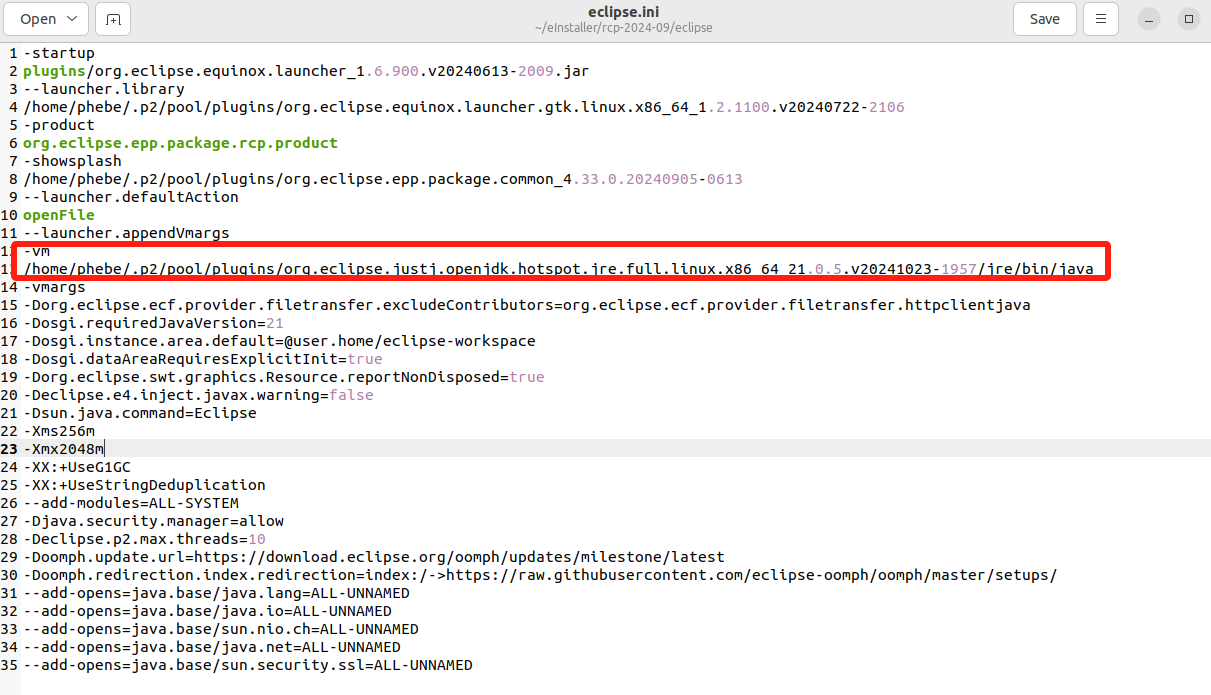 Open
eclipse.ini
~/eInstaller/rcp-2024-09/eclipse
Save
1 -startup
2 plugins/org.eclipse.equinox.launcher_1.6.900.v20240613-2009.jar
3 --launcher.library
4 /home/phebe/.p2/pool/plugins/org.eclipse.equinox.launcher.gtk.linux.x86_64_1.2.1100.v20240722-2106
5 -product
6 org.eclipse.epp.package.rcp.product
7 -showsplash
8 /home/phebe/.p2/pool/plugins/org.eclipse.epp.package.common_4.33.0.20240905-0613
9 --launcher.defaultAction
10 openFile
11 --launcher.appendVmargs
12 -vm
13 /home/phebe/.p2/pool/plugins/org.eclipse.justj.openjdk.hotspot.jre.full.linux.x86_64_21.0.5.v20241023-1957/jre/bin/java
14 -vmargs
15 -Dorg.eclipse.ecf.provider.filetransfer.excludeContributors=org.eclipse.ecf.provider.filetransfer.httpclientjava
16 -Dosgi.requiredJavaVersion=21
17 -Dosgi.instance.area.default=@user.home/eclipse-workspace
18 -Dosgi.dataAreaRequiresExplicitInit=true
19 -Dorg.eclipse.swt.graphics.Resource.reportNonDisposed=true
20 -Declipse.e4.inject.javax.warning=false
21 -Dsun.java.command=Eclipse
22 -Xms256m
23 -Xmx2048m
24 -XX:+UseG1GC
25 -XX:+UseStringDeduplication
26 --add-modules=ALL-SYSTEM
27 -Djava.security.manager=allow
28 -Declipse.p2.max.threads=10
29 -Doomph.update.url=https://download.eclipse.org/oomph/updates/milestone/latest
30 -Doomph.redirection.index.redirection=index:/->https://raw.githubusercontent.com/eclipse-oomph/oomph/master/setups/
31 --add-opens=java.base/java.lang=ALL-UNNAMED
32 --add-opens=java.base/java.io=ALL-UNNAMED
33 --add-opens=java.base/sun.nio.ch=ALL-UNNAMED
34 --add-opens=java.base/java.net=ALL-UNNAMED
35 --add-opens=java.base/sun.security.ssl=ALL-UNNAMED